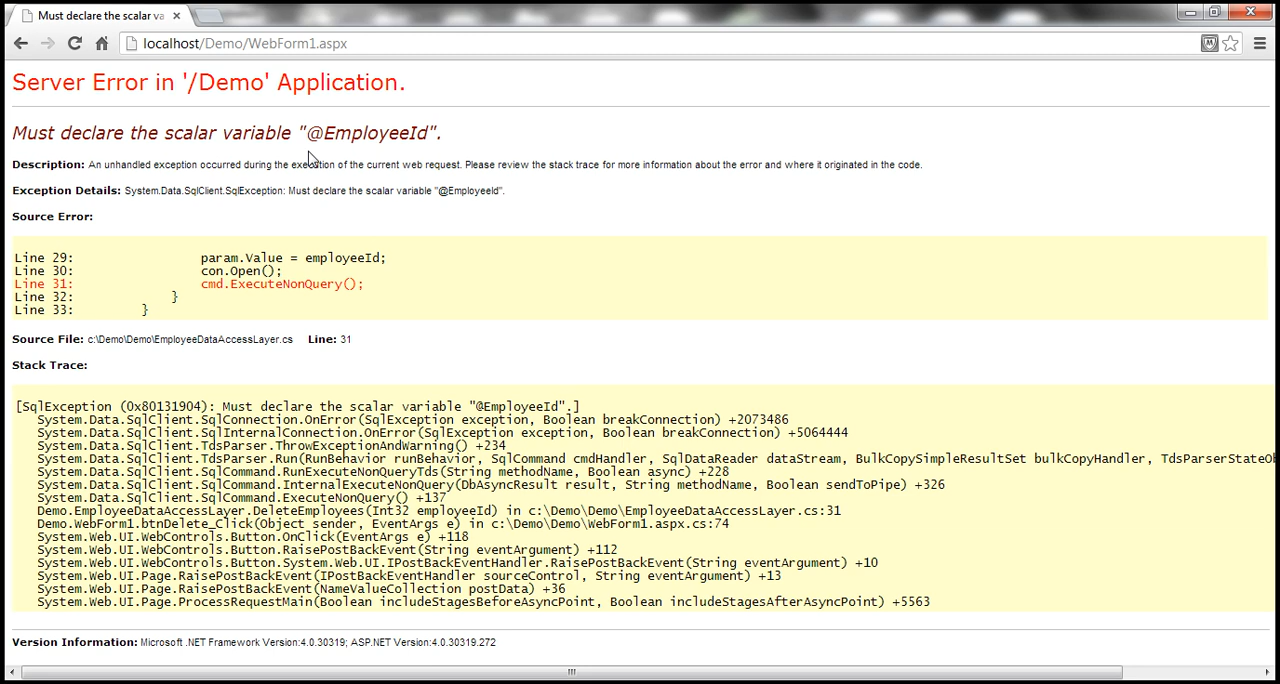 Must declare the scalar va
localhost/Demo/WebForm1.aspx
Server Error in '/Demo' Application.
Must declare the scalar variable "@EmployeeId".
Description: An unhandled exception occurred during the execution of the current web request. Please review the stack trace for more information about the error and where it originated in the code.
Exception Details: System.Data.SqlClient.SqlException: Must declare the scalar variable "@EmployeeId".
Source Error:
Line 29:                param.Value = employeeId;
Line 30:                con.Open();
Line 31:                cmd.ExecuteNonQuery();
Line 32:            }
Line 33:        }
Source File: c:\Demo\Demo\EmployeeDataAccessLayer.cs    Line: 31
Stack Trace:
[SqlException (0x80131904): Must declare the scalar variable "@EmployeeId".]
   System.Data.SqlClient.SqlConnection.OnError(SqlException exception, Boolean breakConnection) +2073486
   System.Data.SqlClient.SqlInternalConnection.OnError(SqlException exception, Boolean breakConnection) +5064444
   System.Data.SqlClient.TdsParser.ThrowExceptionAndWarning() +234
   System.Data.SqlClient.TdsParser.Run(RunBehavior runBehavior, SqlCommand cmdHandler, SqlDataReader dataStream, BulkCopySimpleResultSet bulkCopyHandler, TdsParserStateOb
   System.Data.SqlClient.SqlCommand.RunExecuteNonQueryTds(String methodName, Boolean async) +228
   System.Data.SqlClient.SqlCommand.InternalExecuteNonQuery(DbAsyncResult result, String methodName, Boolean sendToPipe) +326
   System.Data.SqlClient.SqlCommand.ExecuteNonQuery() +137
   Demo.EmployeeDataAccessLayer.DeleteEmployees(Int32 employeeId) in c:\Demo\Demo\EmployeeDataAccessLayer.cs:31
   Demo.WebForm1.btnDelete_Click(Object sender, EventArgs e) in c:\Demo\Demo\WebForm1.aspx.cs:74
   System.Web.UI.WebControls.Button.OnClick(EventArgs e) +118
   System.Web.UI.WebControls.Button.RaisePostBackEvent(String eventArgument) +112
   System.Web.UI.WebControls.Button.System.Web.UI.IPostBackEventHandler.RaisePostBackEvent(String eventArgument) +10
   System.Web.UI.Page.RaisePostBackEvent(IPostBackEventHandler sourceControl, String eventArgument) +13
   System.Web.UI.Page.RaisePostBackEvent(NameValueCollection postData) +36
   System.Web.UI.Page.ProcessRequestMain(Boolean includeStagesBeforeAsyncPoint, Boolean includeStagesAfterAsyncPoint) +5563
Version Information: Microsoft .NET Framework Version:4.0.30319; ASP.NET Version:4.0.30319.272